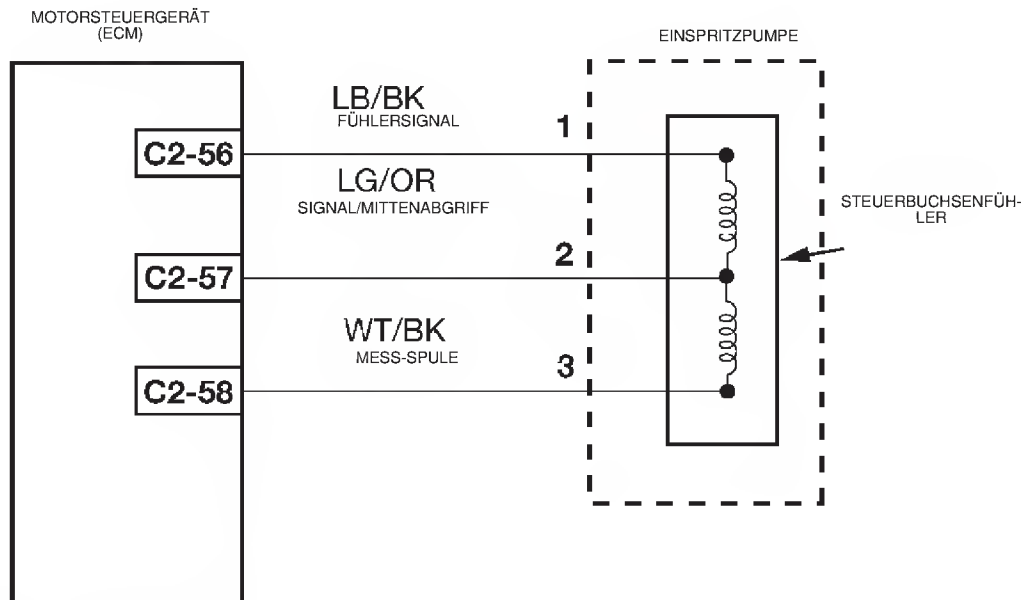 MOTORSTEUERGERÄT
(ECM)
EINSPRITZPUMPE
LB/BK
FÜHLERSIGNAL
1
C2-56
LG/OR
SIGNAL/MITTENABGRIFF
STEUERBUCHSENFÜH-
LER
2
C2-57
WT/BK
MESS-SPULE
3
C2-58